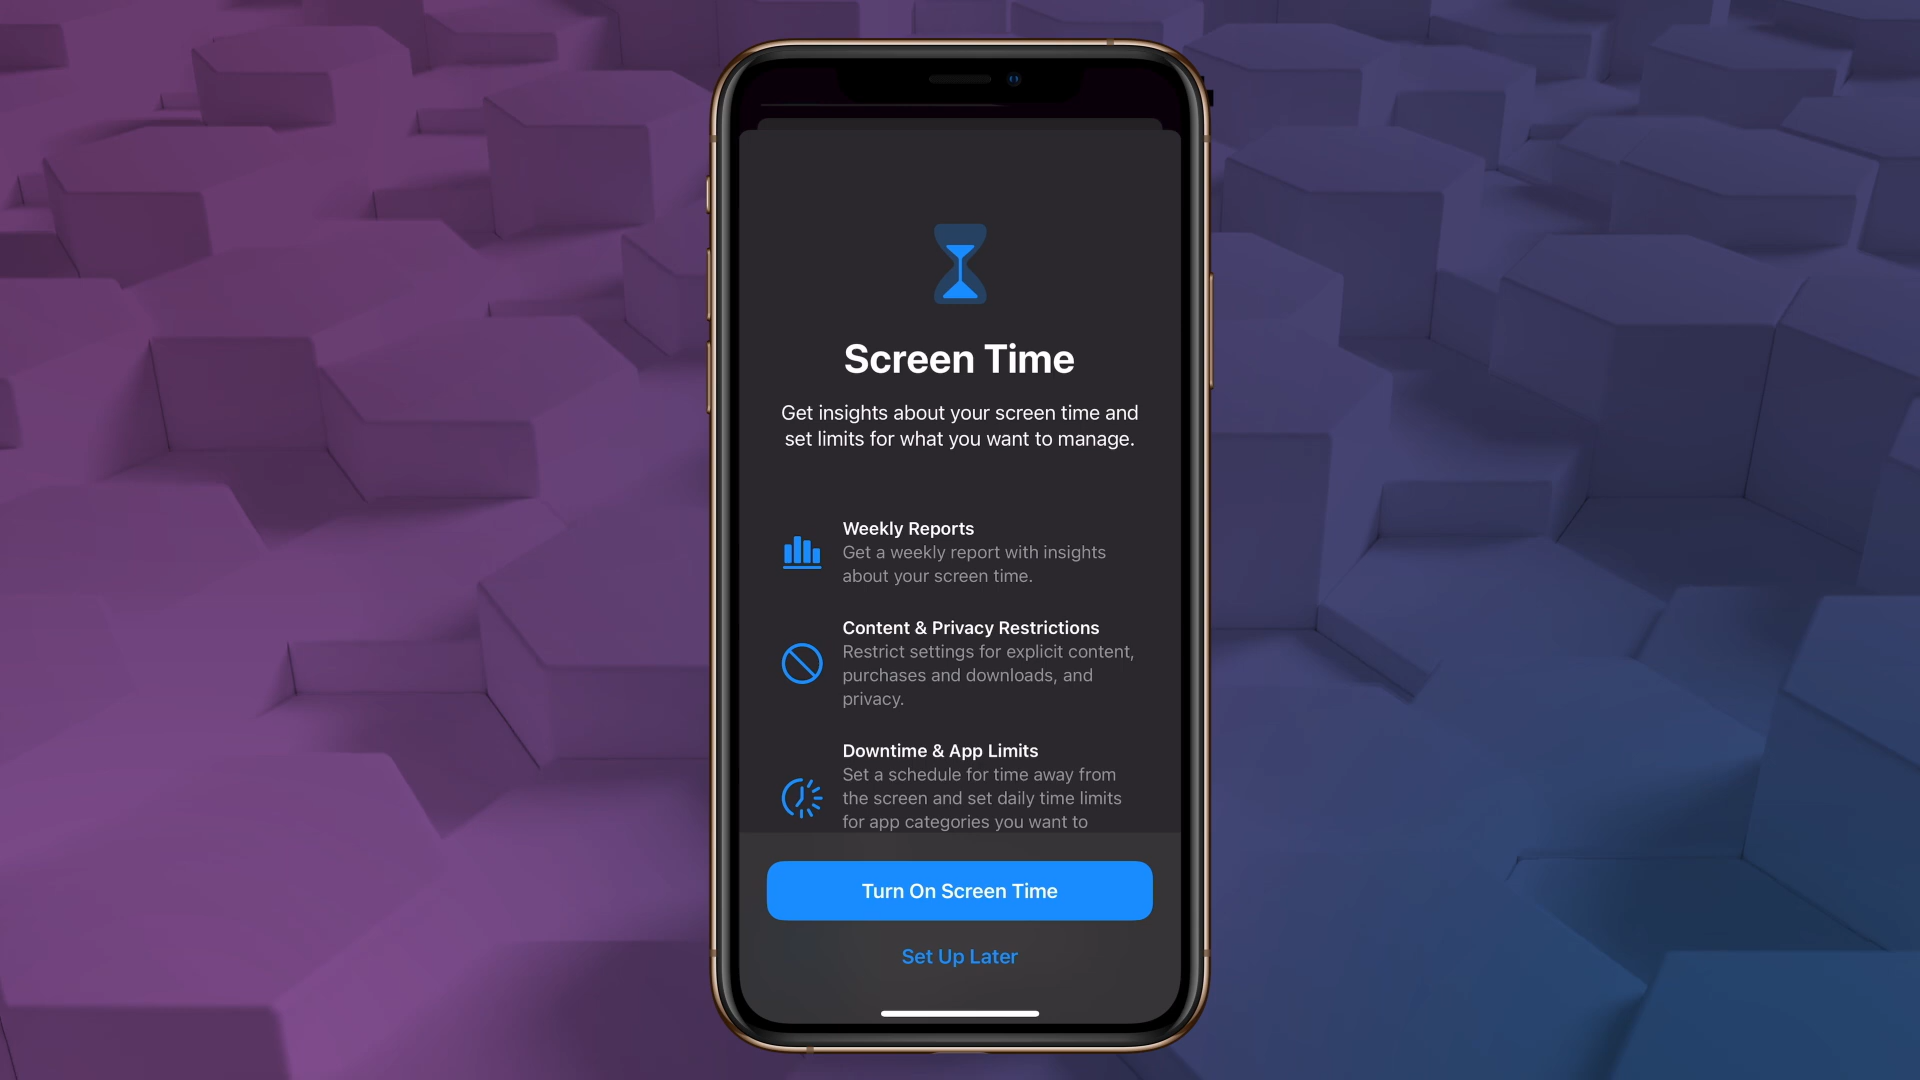 Screen Time
Get insights about your screen time and
set limits for what you want to manage.
Weekly Reports
Get a weekly report with insights
about your screen time.
Content & Privacy Restrictions
Restrict settings for explicit content,
purchases and downloads, and
privacy.
Downtime & App Limits
Set a schedule for time away from
the screen and set daily time limits
for app categories you want to
Turn On Screen Time
Set Up Later